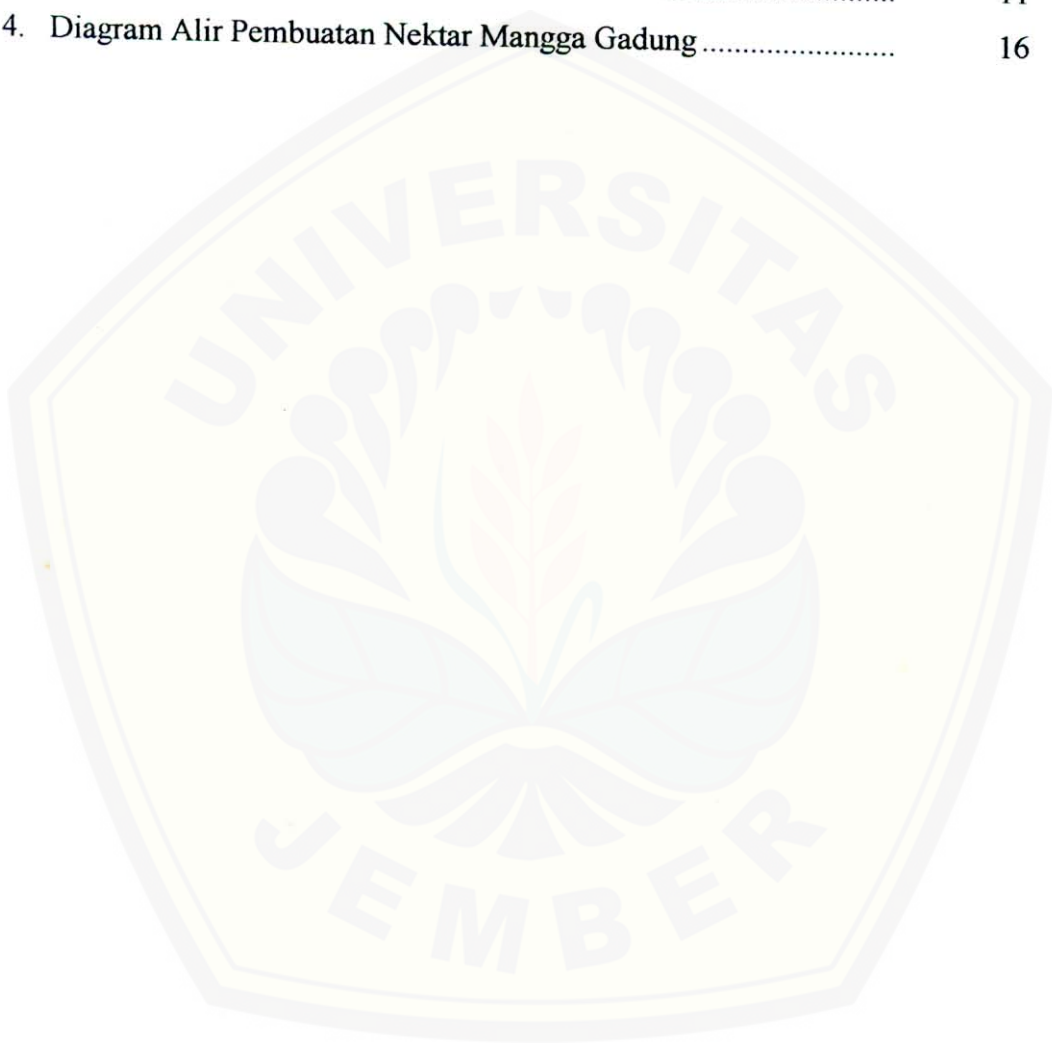 4. Diagram Alir Pembuatan Nektar Mangga Gadung ........................ 16
UNIVERSITAS
JEMBER